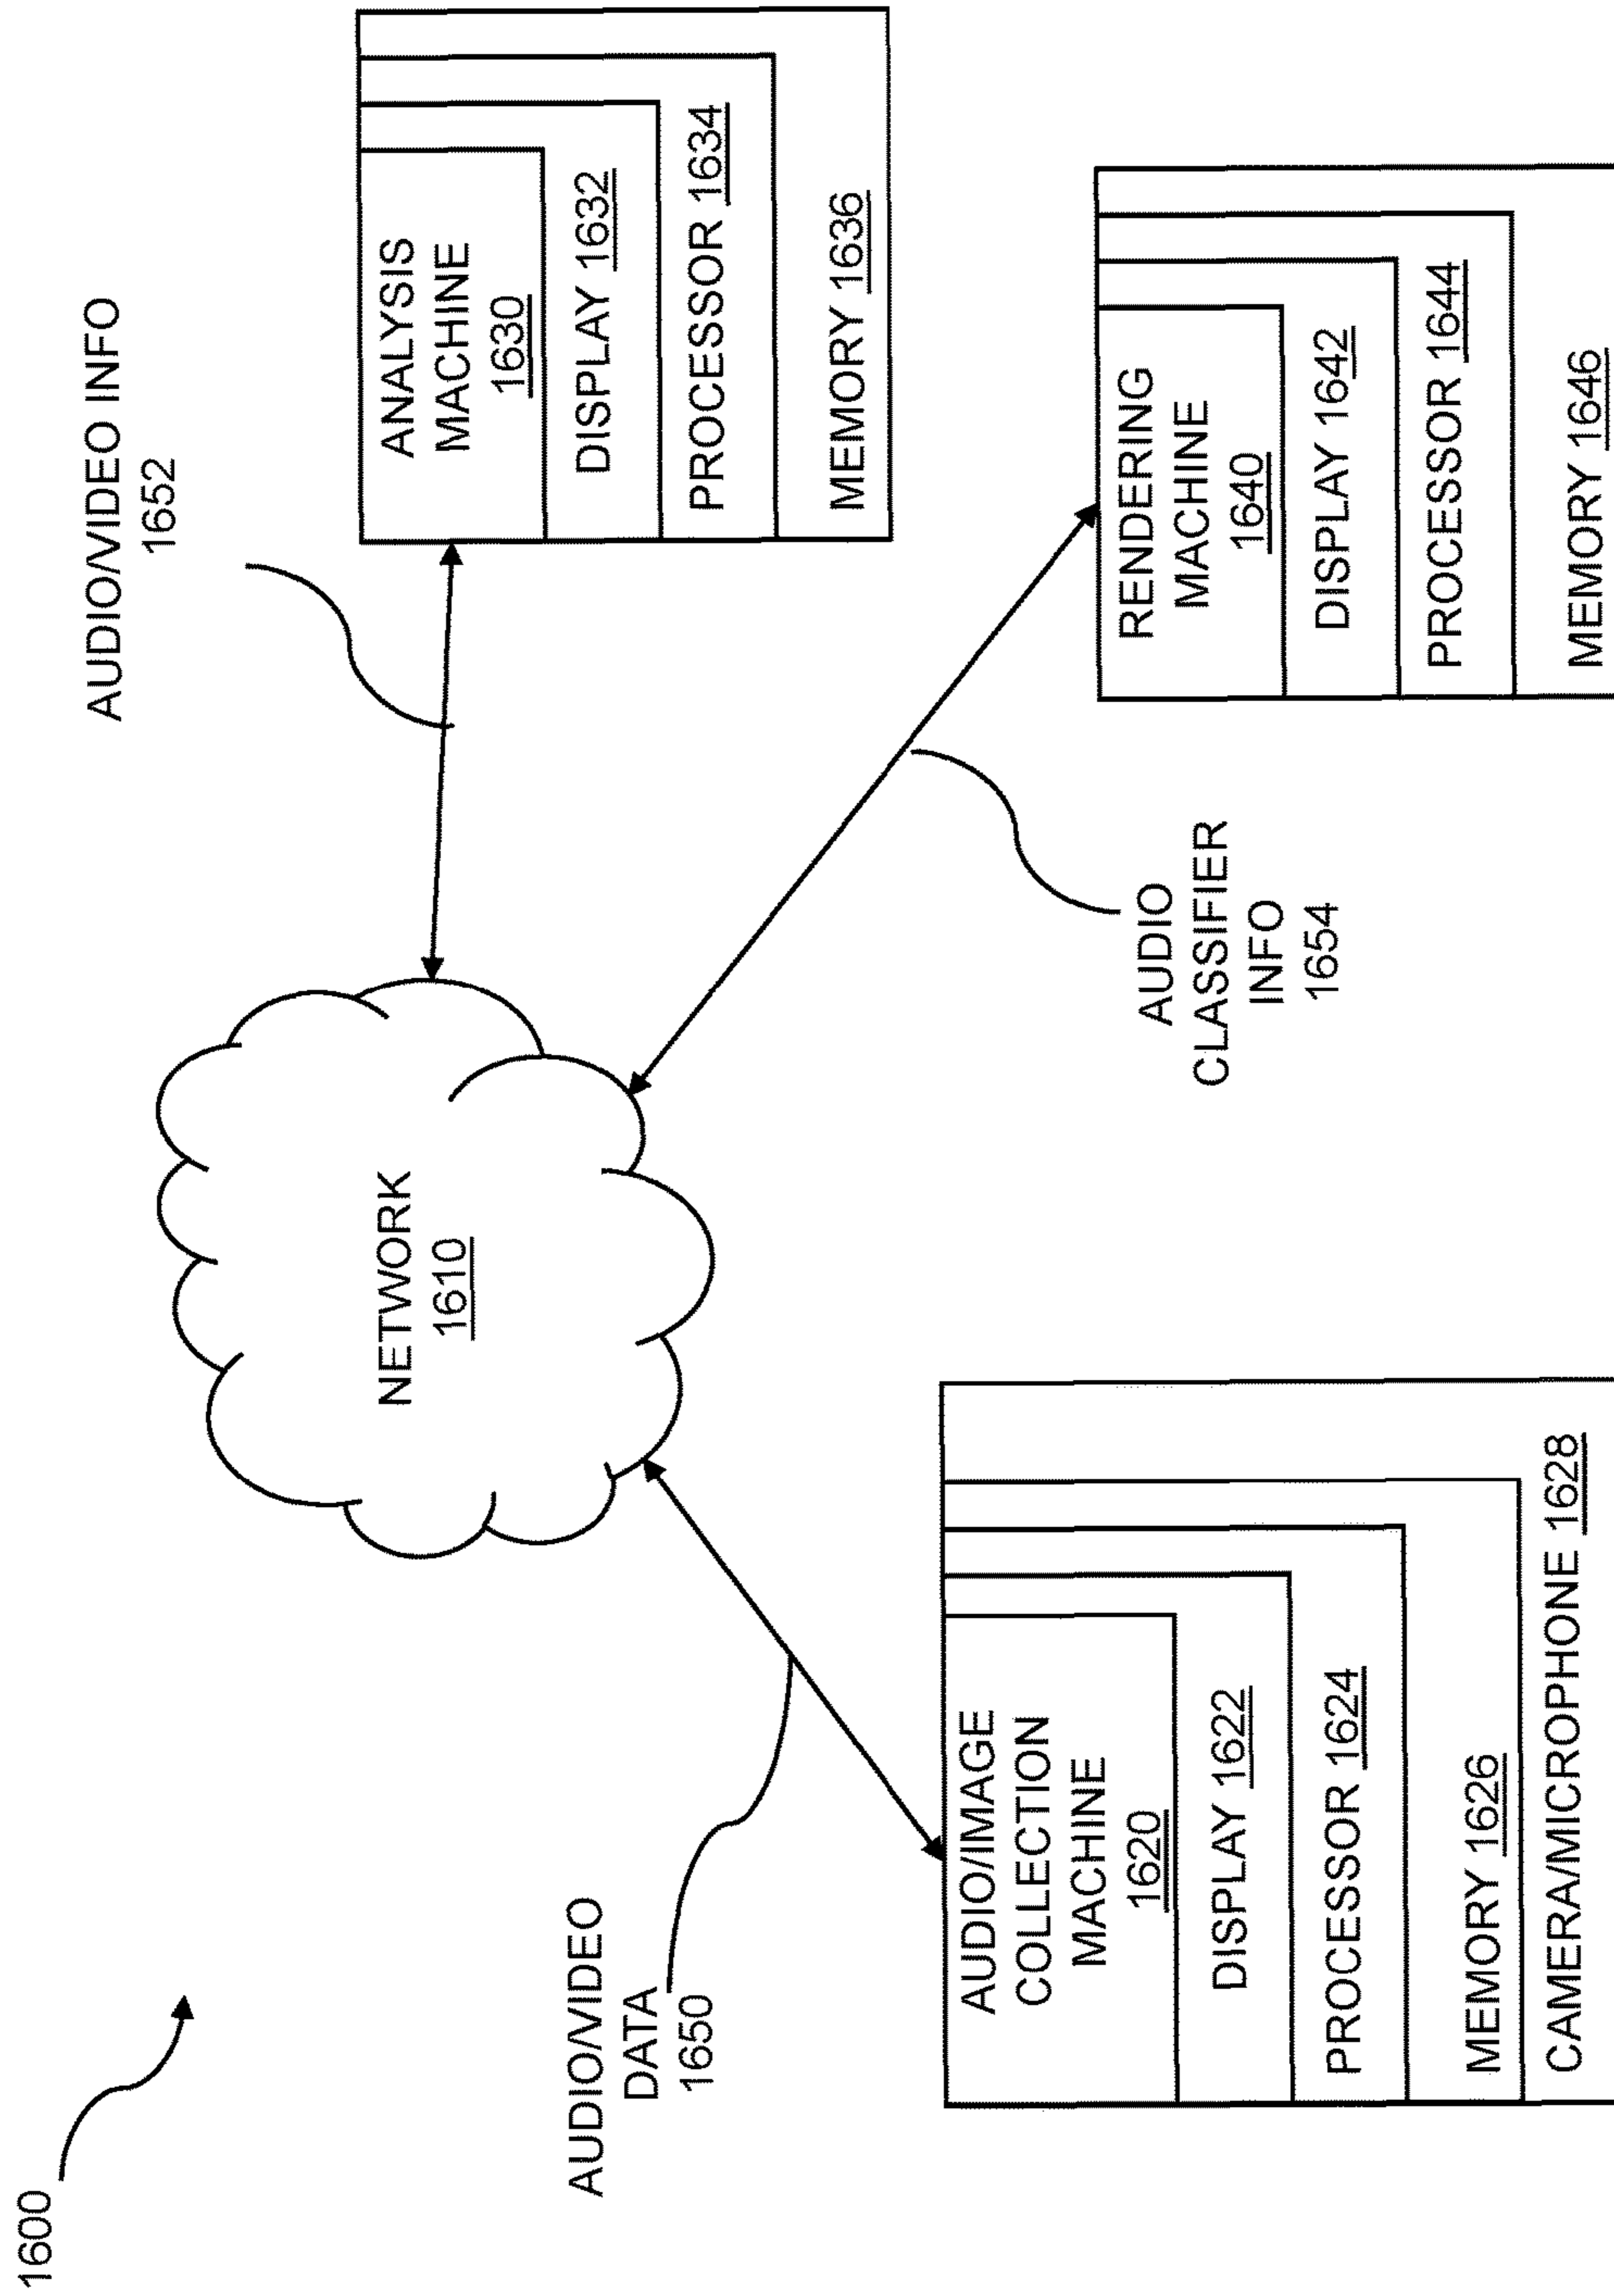 1600
AUDIO/VIDEO INFO
1652
NETWORK
1610
ANALYSIS
MACHINE
1630
DISPLAY 1632
PROCESSOR 1634
MEMORY 1636
AUDIO/VIDEO
DATA
1650
AUDIO/IMAGE
COLLECTION
MACHINE
1620
DISPLAY 1622
PROCESSOR 1624
MEMORY 1626
CAMERA/MICROPHONE 1628
AUDIO
CLASSIFIER
INFO
1654
RENDERING
MACHINE
1640
DISPLAY 1642
PROCESSOR 1644
MEMORY 1646